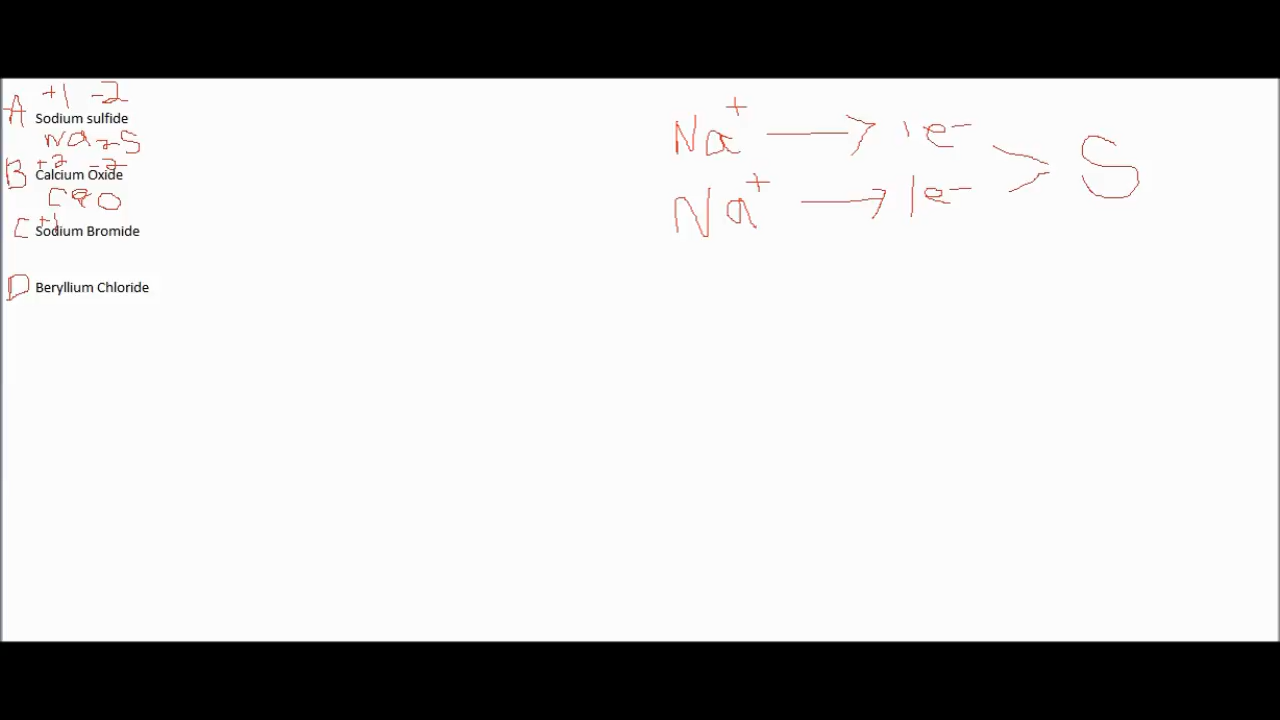 +1 -2
A Sodium sulfide
Na2S
+2 -2
B Calcium Oxide
CaO
+1
C Sodium Bromide
D Beryllium Chloride
Na+ → 1e-
Na+ → 1e-
> S